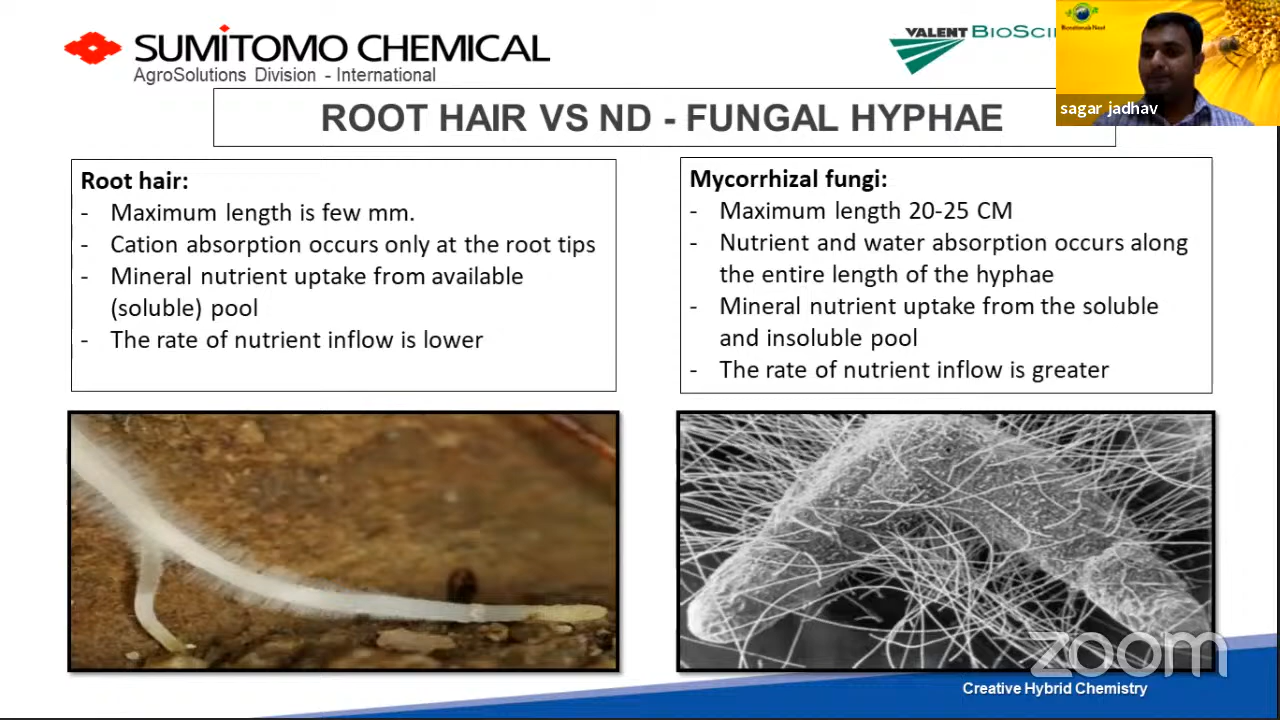 SUMITOMO CHEMICAL
AgroSolutions Division - International
VALENT
sagar jadhav
ROOT HAIR VS ND - FUNGAL HYPHAE
Root hair:
- Maximum length is few mm.
- Cation absorption occurs only at the root tips
- Mineral nutrient uptake from available
(soluble) pool
- The rate of nutrient inflow is lower
Mycorrhizal fungi:
- Maximum length 20-25 CM
- Nutrient and water absorption occurs along
the entire length of the hyphae
- Mineral nutrient uptake from the soluble
and insoluble pool
- The rate of nutrient inflow is greater
zoom
Creative Hybrid Chemistry